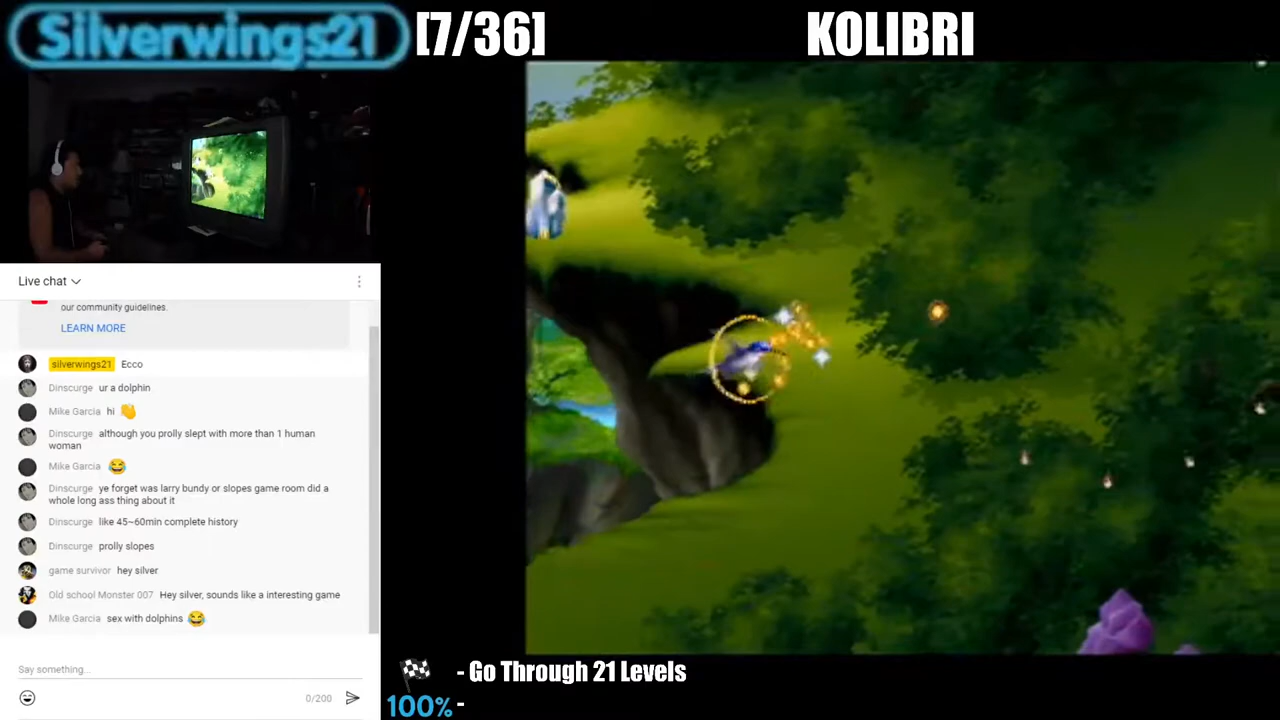 Silverwings21 [7/36] KOLIBRI
Live chat
our community guidelines.
LEARN MORE
silverwings21 Ecco
Dinscurge ur a dolphin
Mike Garcia hi 👋
Dinscurge although you prolly slept with more than 1 human
woman
Mike Garcia 😂
Dinscurge ye forget was larry bundy or slopes game room did a
whole long ass thing about it
Dinscurge like 45~60min complete history
Dinscurge prolly slopes
game survivor hey silver
Old school Monster 007 Hey silver, sounds like a interesting game
Mike Garcia sex with dolphins 😂
Say something...
0/200
- Go Through 21 Levels
100% -